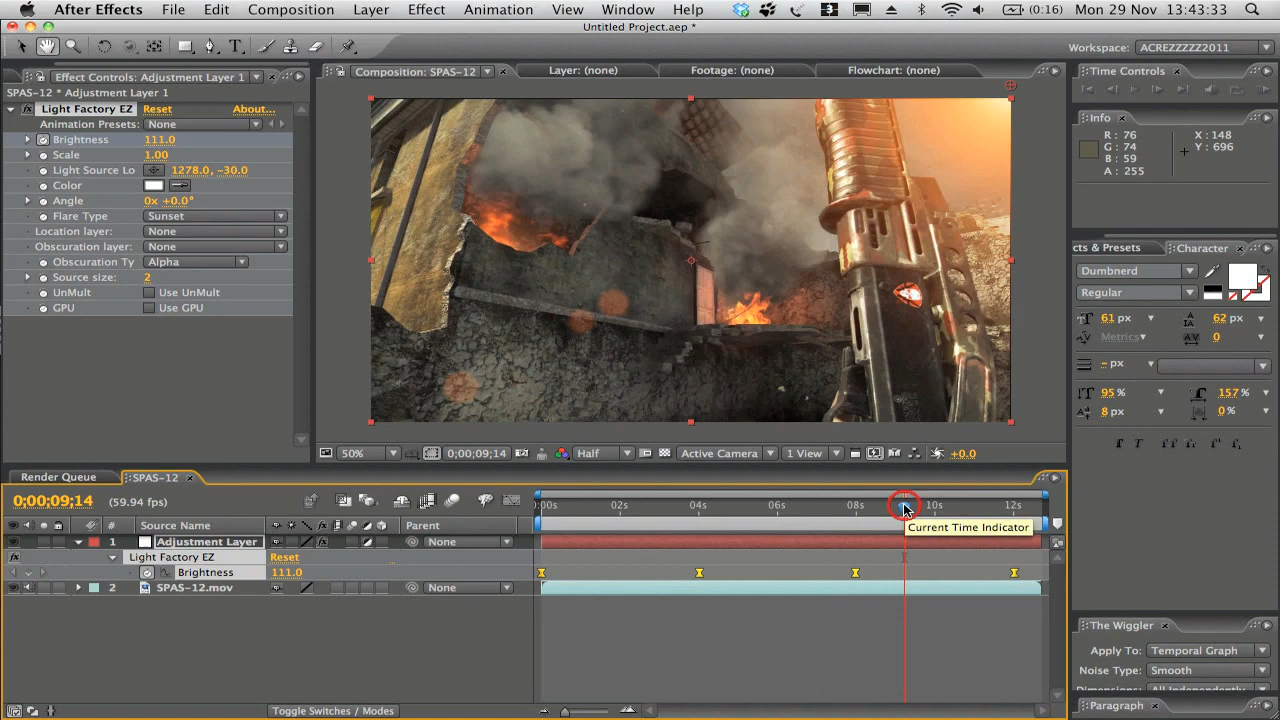 After Effects File Edit Composition Layer Effect Animation View Window Help (0:16) Mon 29 Nov 13:43:33
Untitled Project.aep *
Workspace: ACREZZZZZ2011
Effect Controls: Adjustment Layer 1
SPAS-12 * Adjustment Layer 1
Light Factory EZ Reset About...
Animation Presets: None
Brightness 111.0
Scale 1.00
Light Source Lo 1278.0, -30.0
Color
Angle 0x +0.0°
Flare Type Sunset
Location layer: None
Obscuration layer: None
Obscuration Ty Alpha
Source size: 2
UnMult Use UnMult
GPU Use GPU
Composition: SPAS-12 Layer: (none) Footage: (none) Flowchart: (none)
50% 0;00;09;14 Half Active Camera 1 View +0.0
Time Controls
Info
R : 76 X : 148
G : 74 Y : 696
B : 59
A : 255
cts & Presets Character
Dumbnerd
Regular
61 px 62 px
Metrics 0
- px
95 % 157 %
8 px 0 %
T T TT Tr
The Wiggler
Apply To: Temporal Graph
Noise Type: Smooth
Dimensions: All Independently
Paragraph
Render Queue SPAS-12
0;00;09;14 (59.94 fps)
:00s 02s 04s 06s 08s 10s 12s
Current Time Indicator
# Source Name Parent
1 Adjustment Layer None
Light Factory EZ Reset
Brightness 111.0
2 SPAS-12.mov None
Toggle Switches / Modes